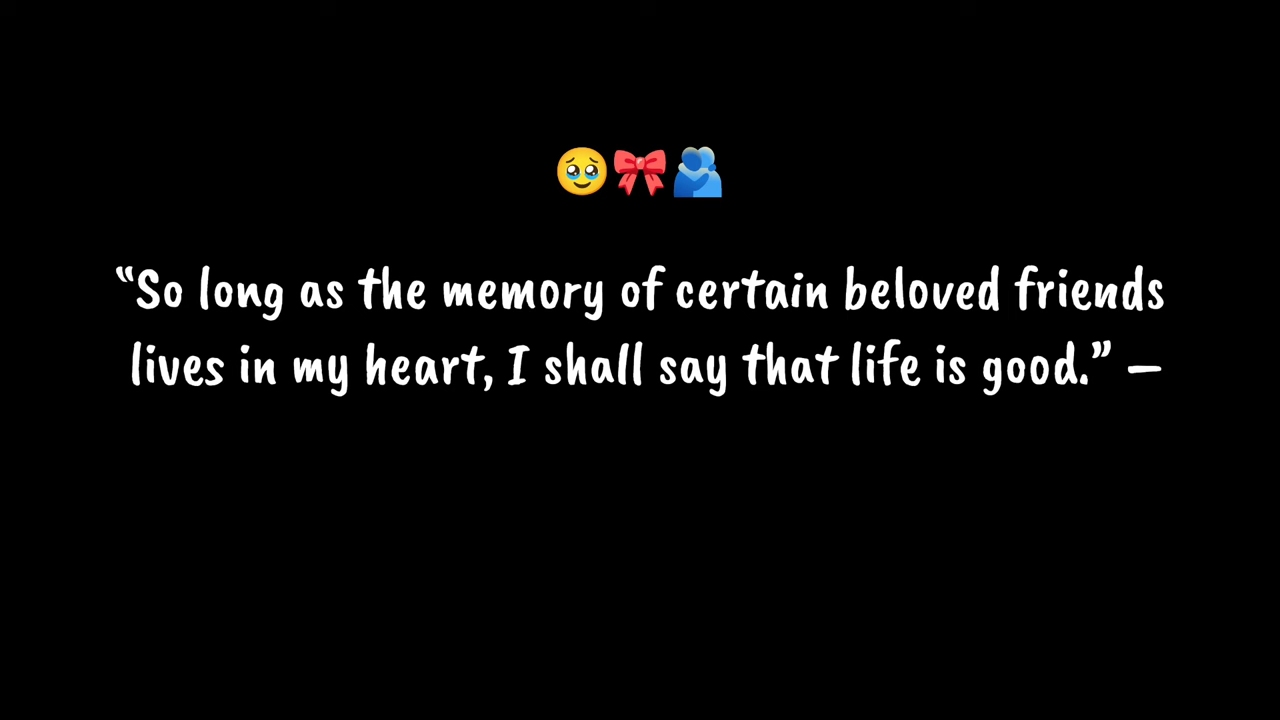 🥹🎀🫂
“So long as the memory of certain beloved friends
lives in my heart, I shall say that life is good.” —